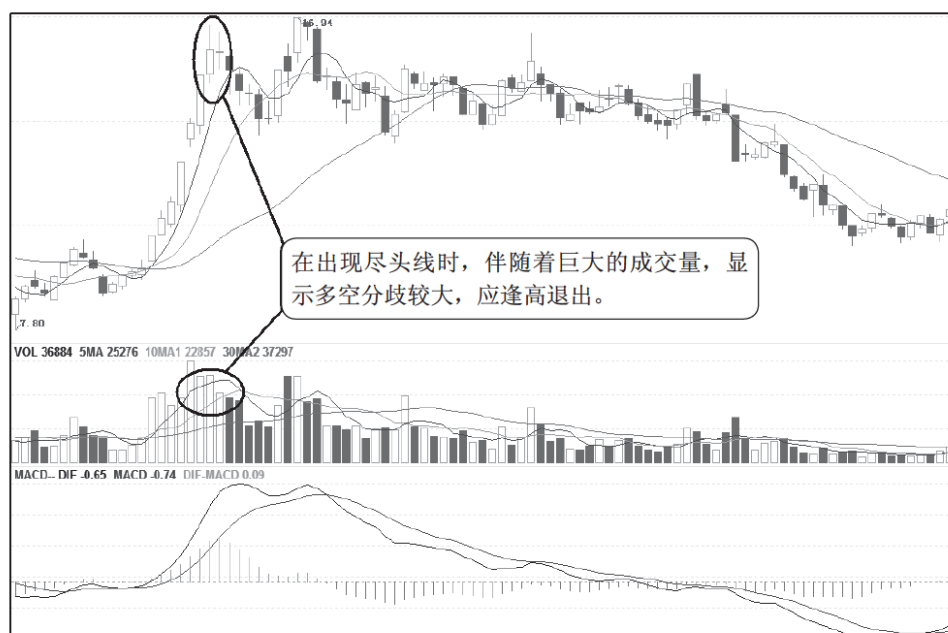 16.94
在出现尽头线时，伴随着巨大的成交量，显
示多空分歧较大，应逢高退出。
7.80
VOL 36884 5MA 25276 10MA1 22857 30MA2 37297
MACD-- DIF -0.65 MACD -0.74 DIF-MACD 0.09